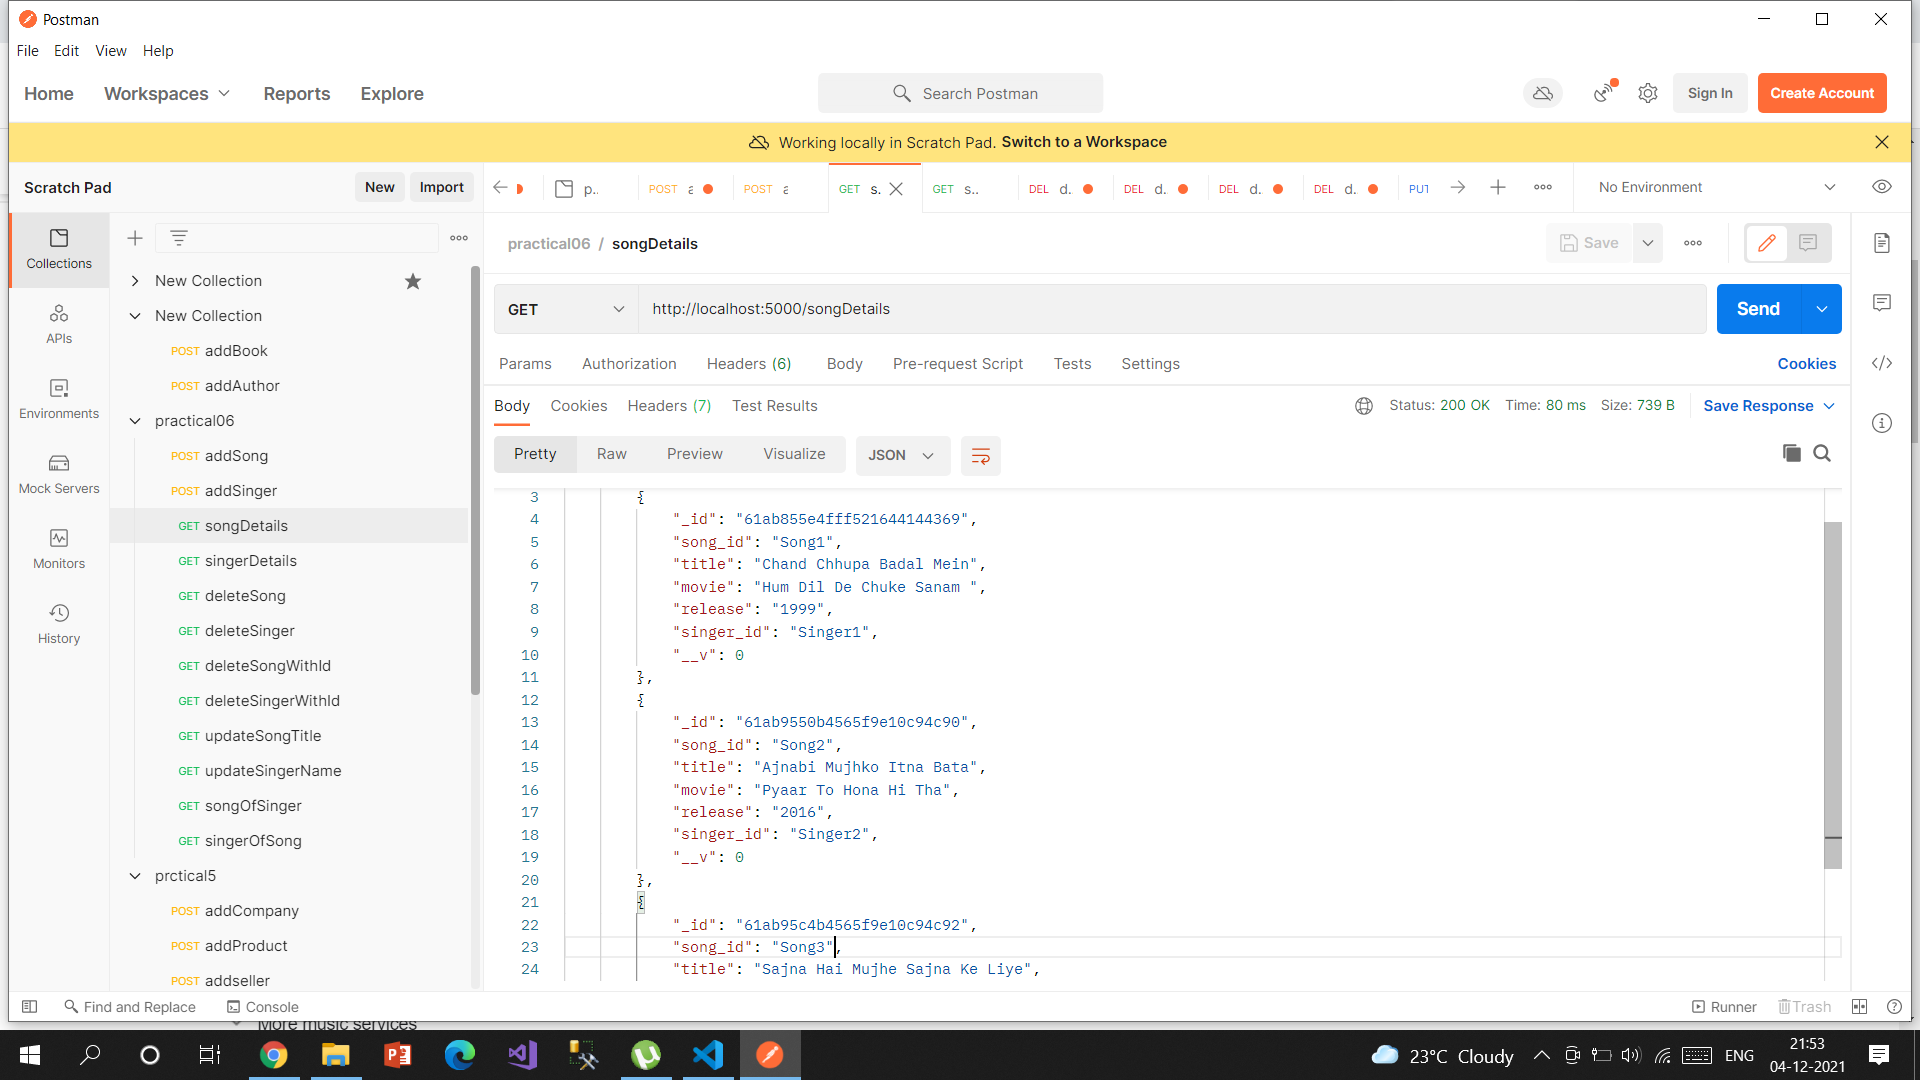 Postman
File Edit View Help
Home Workspaces Reports Explore Search Postman Sign In Create Account
Working locally in Scratch Pad. Switch to a Workspace
Scratch Pad New Import
p.. POST a POST a GET s. GET s.. DEL d. DEL d. DEL d. DEL d. PUT No Environment
Collections
APIs
Environments
Mock Servers
Monitors
History
New Collection
New Collection
POST addBook
POST addAuthor
practical06
POST addSong
POST addSinger
GET songDetails
GET singerDetails
GET deleteSong
GET deleteSinger
GET deleteSongWithId
GET deleteSingerWithId
GET updateSongTitle
GET updateSingerName
GET songOfSinger
GET singerOfSong
prctical5
POST addCompany
POST addProduct
POST addseller
practical06 / songDetails Save
GET http://localhost:5000/songDetails Send
Params Authorization Headers (6) Body Pre-request Script Tests Settings Cookies
Body Cookies Headers (7) Test Results Status: 200 OK Time: 80 ms Size: 739 B Save Response
Pretty Raw Preview Visualize JSON
3 {
4 "_id": "61ab855e4fff521644144369",
5 "song_id": "Song1",
6 "title": "Chand Chhupa Badal Mein",
7 "movie": "Hum Dil De Chuke Sanam ",
8 "release": "1999",
9 "singer_id": "Singer1",
10 "__v": 0
11 },
12 {
13 "_id": "61ab9550b4565f9e10c94c90",
14 "song_id": "Song2",
15 "title": "Ajnabi Mujhko Itna Bata",
16 "movie": "Pyaar To Hona Hi Tha",
17 "release": "2016",
18 "singer_id": "Singer2",
19 "__v": 0
20 },
21 {
22 "_id": "61ab95c4b4565f9e10c94c92",
23 "song_id": "Song3",
24 "title": "Sajna Hai Mujhe Sajna Ke Liye",
Find and Replace Console Runner Trash
More music services
23°C Cloudy ENG 21:53
04-12-2021